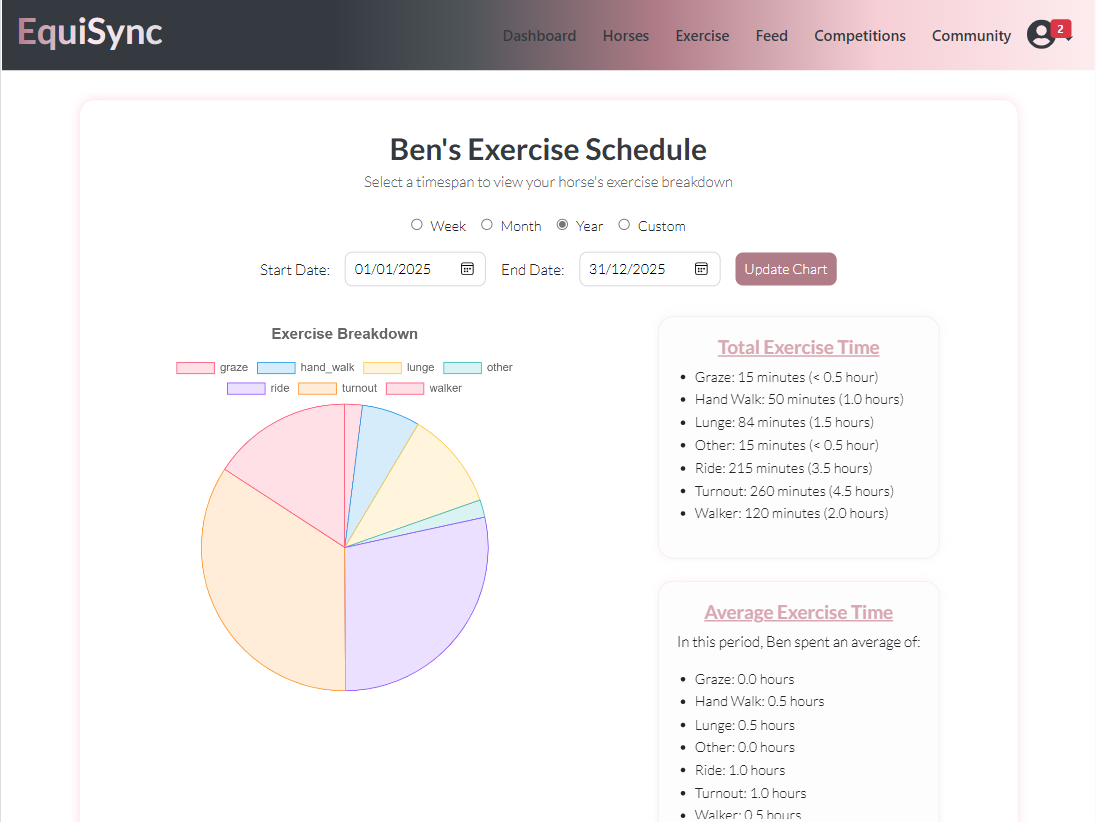 EquiSync
Dashboard Horses Exercise Feed Competitions Community 2
Ben's Exercise Schedule
Select a timespan to view your horse's exercise breakdown
Week Month Year Custom
Start Date: 01/01/2025 End Date: 31/12/2025 Update Chart
Exercise Breakdown
graze hand_walk lunge other
ride turnout walker
Total Exercise Time
• Graze: 15 minutes (< 0.5 hour)
• Hand Walk: 50 minutes (1.0 hours)
• Lunge: 84 minutes (1.5 hours)
• Other: 15 minutes (< 0.5 hour)
• Ride: 215 minutes (3.5 hours)
• Turnout: 260 minutes (4.5 hours)
• Walker: 120 minutes (2.0 hours)
Average Exercise Time
In this period, Ben spent an average of:
• Graze: 0.0 hours
• Hand Walk: 0.5 hours
• Lunge: 0.5 hours
• Other: 0.0 hours
• Ride: 1.0 hours
• Turnout: 1.0 hours
• Walker: 0.5 hours